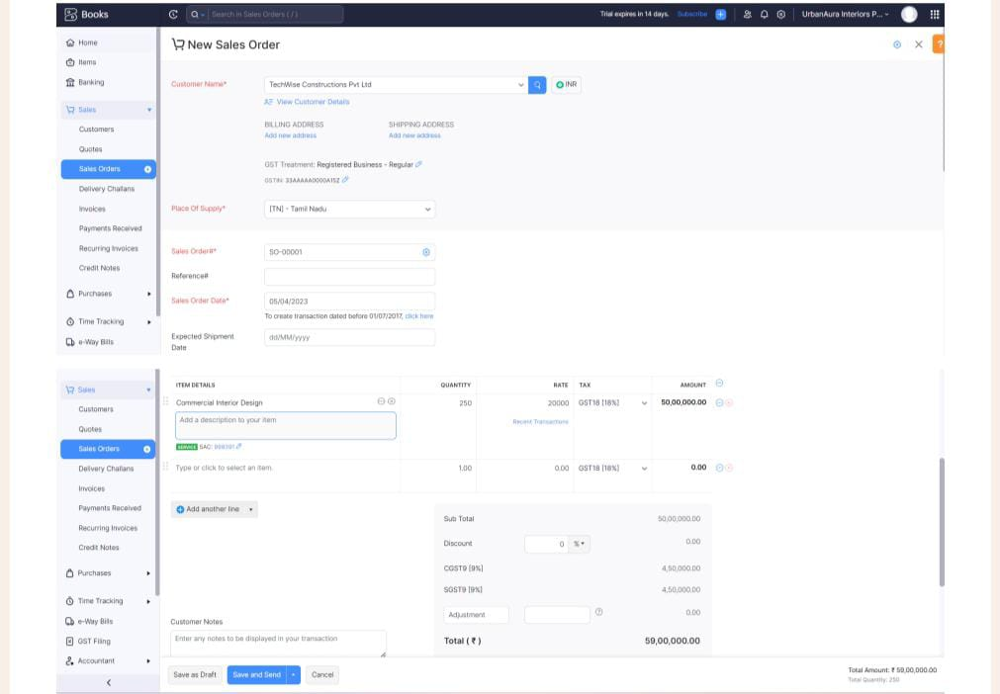 Books
Search in Sales Orders ( / )
Trial expires in 14 days. Subscribe
UrbanAura Interiors P...
Home
Items
Banking
Sales
Customers
Quotes
Sales Orders
Delivery Challans
Invoices
Payments Received
Recurring Invoices
Credit Notes
Purchases
Time Tracking
e-Way Bills
New Sales Order
?
Customer Name*
TechWise Constructions Pvt Ltd
INR
View Customer Details
BILLING ADDRESS SHIPPING ADDRESS
Add new address Add new address
GST Treatment: Registered Business - Regular
GSTIN: 33AAAAA0000A15Z
Place Of Supply* [TN] - Tamil Nadu
Sales Order#* SO-00001
Reference#
Sales Order Date* 05/04/2023
To create transaction dated before 01/07/2017, click here
Expected Shipment
Date
dd/MM/yyyy
Sales
Customers
Quotes
Sales Orders
Delivery Challans
Invoices
Payments Received
Recurring Invoices
Credit Notes
Purchases
Time Tracking
e-Way Bills
GST Filing
Accountant
ITEM DETAILS QUANTITY RATE TAX AMOUNT
Commercial Interior Design 250 20000 GST18 [18%] 50,00,000.00
Add a description to your item
Recent Transactions
SERVICE SAC: 998391
Type or click to select an item. 1.00 0.00 GST18 [18%] 0.00
Add another line
Sub Total 50,00,000.00
Discount 0 % 0.00
CGST9 [9%] 4,50,000.00
SGST9 [9%] 4,50,000.00
Adjustment 0.00
Total ( ₹ ) 59,00,000.00
Customer Notes
Enter any notes to be displayed in your transaction
Save as Draft Save and Send Cancel
Total Amount: ₹ 59,00,000.00
Total Quantity: 250